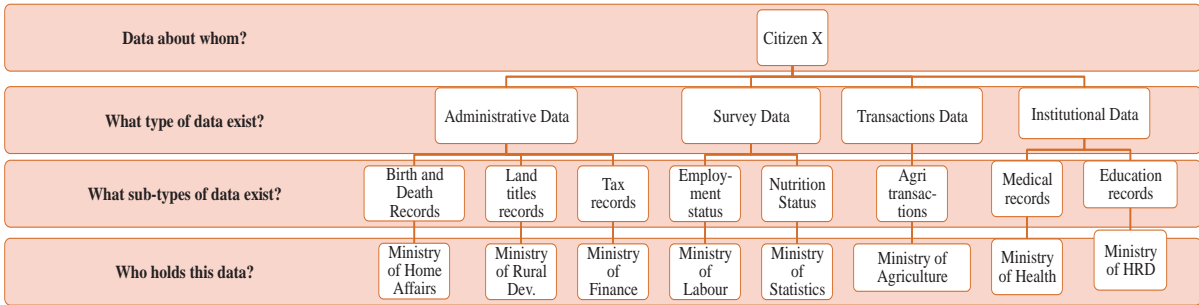 Data about whom?
Citizen X
What type of data exist?
Administrative Data
Survey Data
Transactions Data
Institutional Data
What sub-types of data exist?
Birth and
Death
Records
Land
titles
records
Tax
records
Employ-
ment
status
Nutrition
Status
Agri
transac-
tions
Medical
records
Education
records
Who holds this data?
Ministry
of Home
Affairs
Ministry
of Rural
Dev.
Ministry
of
Finance
Ministry
of
Labour
Ministry
of
Statistics
Ministry of
Agriculture
Ministry
of Health
Ministry
of HRD